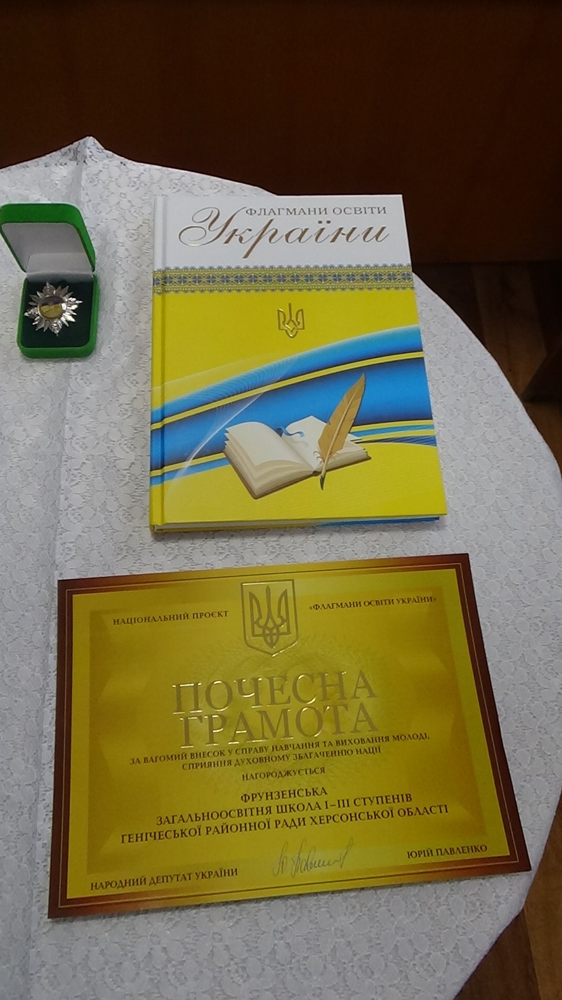 ФЛАГМАНИ ОСВІТИ
України
НАЦІОНАЛЬНИЙ ПРОЄКТ
«ФЛАГМАНИ ОСВІТИ УКРАЇНИ»
ПОЧЕСНА
ГРАМОТА
ЗА ВАГОМИЙ ВНЕСОК У СПРАВУ НАВЧАННЯ ТА ВИХОВАННЯ МОЛОДІ,
СПРИЯННЯ ДУХОВНОМУ ЗБАГАЧЕННЮ НАЦІЇ
НАГОРОДЖУЄТЬСЯ
ФРУНЗЕНСЬКА
ЗАГАЛЬНООСВІТНЯ ШКОЛА І–ІІІ СТУПЕНІВ
ГЕНІЧЕСЬКОЇ РАЙОННОЇ РАДИ ХЕРСОНСЬКОЇ ОБЛАСТІ
НАРОДНИЙ ДЕПУТАТ УКРАЇНИ
ЮРІЙ ПАВЛЕНКО